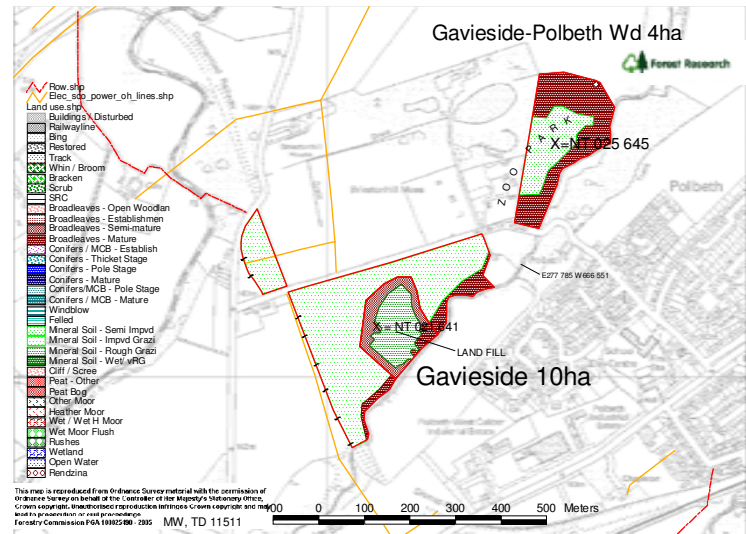 Gavieside-Polbeth Wd 4ha
Forest Research
Row.shp
Elec_sco_power_oh_lines.shp
Land use.shp
Buildings / Disturbed
Railwayline
Bing
Restored
Track
Whin / Broom
Bracken
Scrub
SRC
Broadleaves - Open Woodlan
Broadleaves - Establishmen
Broadleaves - Semi-mature
Broadleaves - Mature
Conifers / MCB - Establish
Conifers - Thicket Stage
Conifers - Pole Stage
Conifers - Mature
Conifers/MCB - Pole Stage
Conifers / MCB - Mature
Windblow
Felled
Mineral Soil - Semi Impvd
Mineral Soil - Impvd Grazi
Mineral Soil - Rough Grazi
Mineral Soil - Wet/ vRG
Cliff / Scree
Peat - Other
Peat Bog
Other Moor
Heather Moor
Wet / Wet H Moor
Wet Moor Flush
Rushes
Wetland
Open Water
Rendzina
ZOO PARK
X=NT 025 645
Polbeth
E277 785 W666 551
X = NT 021 641
LAND FILL
Gavieside 10ha
This map is reproduced from Ordnance Survey material with the permission of
Ordnance Survey on behalf of the Controller of Her Majesty's Stationery Office,
Crown copyright. Unauthorised reproduction infringes Crown copyright and may
lead to prosecution or civil proceedings
Forestry Commission PGA 100025498 - 2005
MW, TD 11511
100 0 100 200 300 400 500 Meters